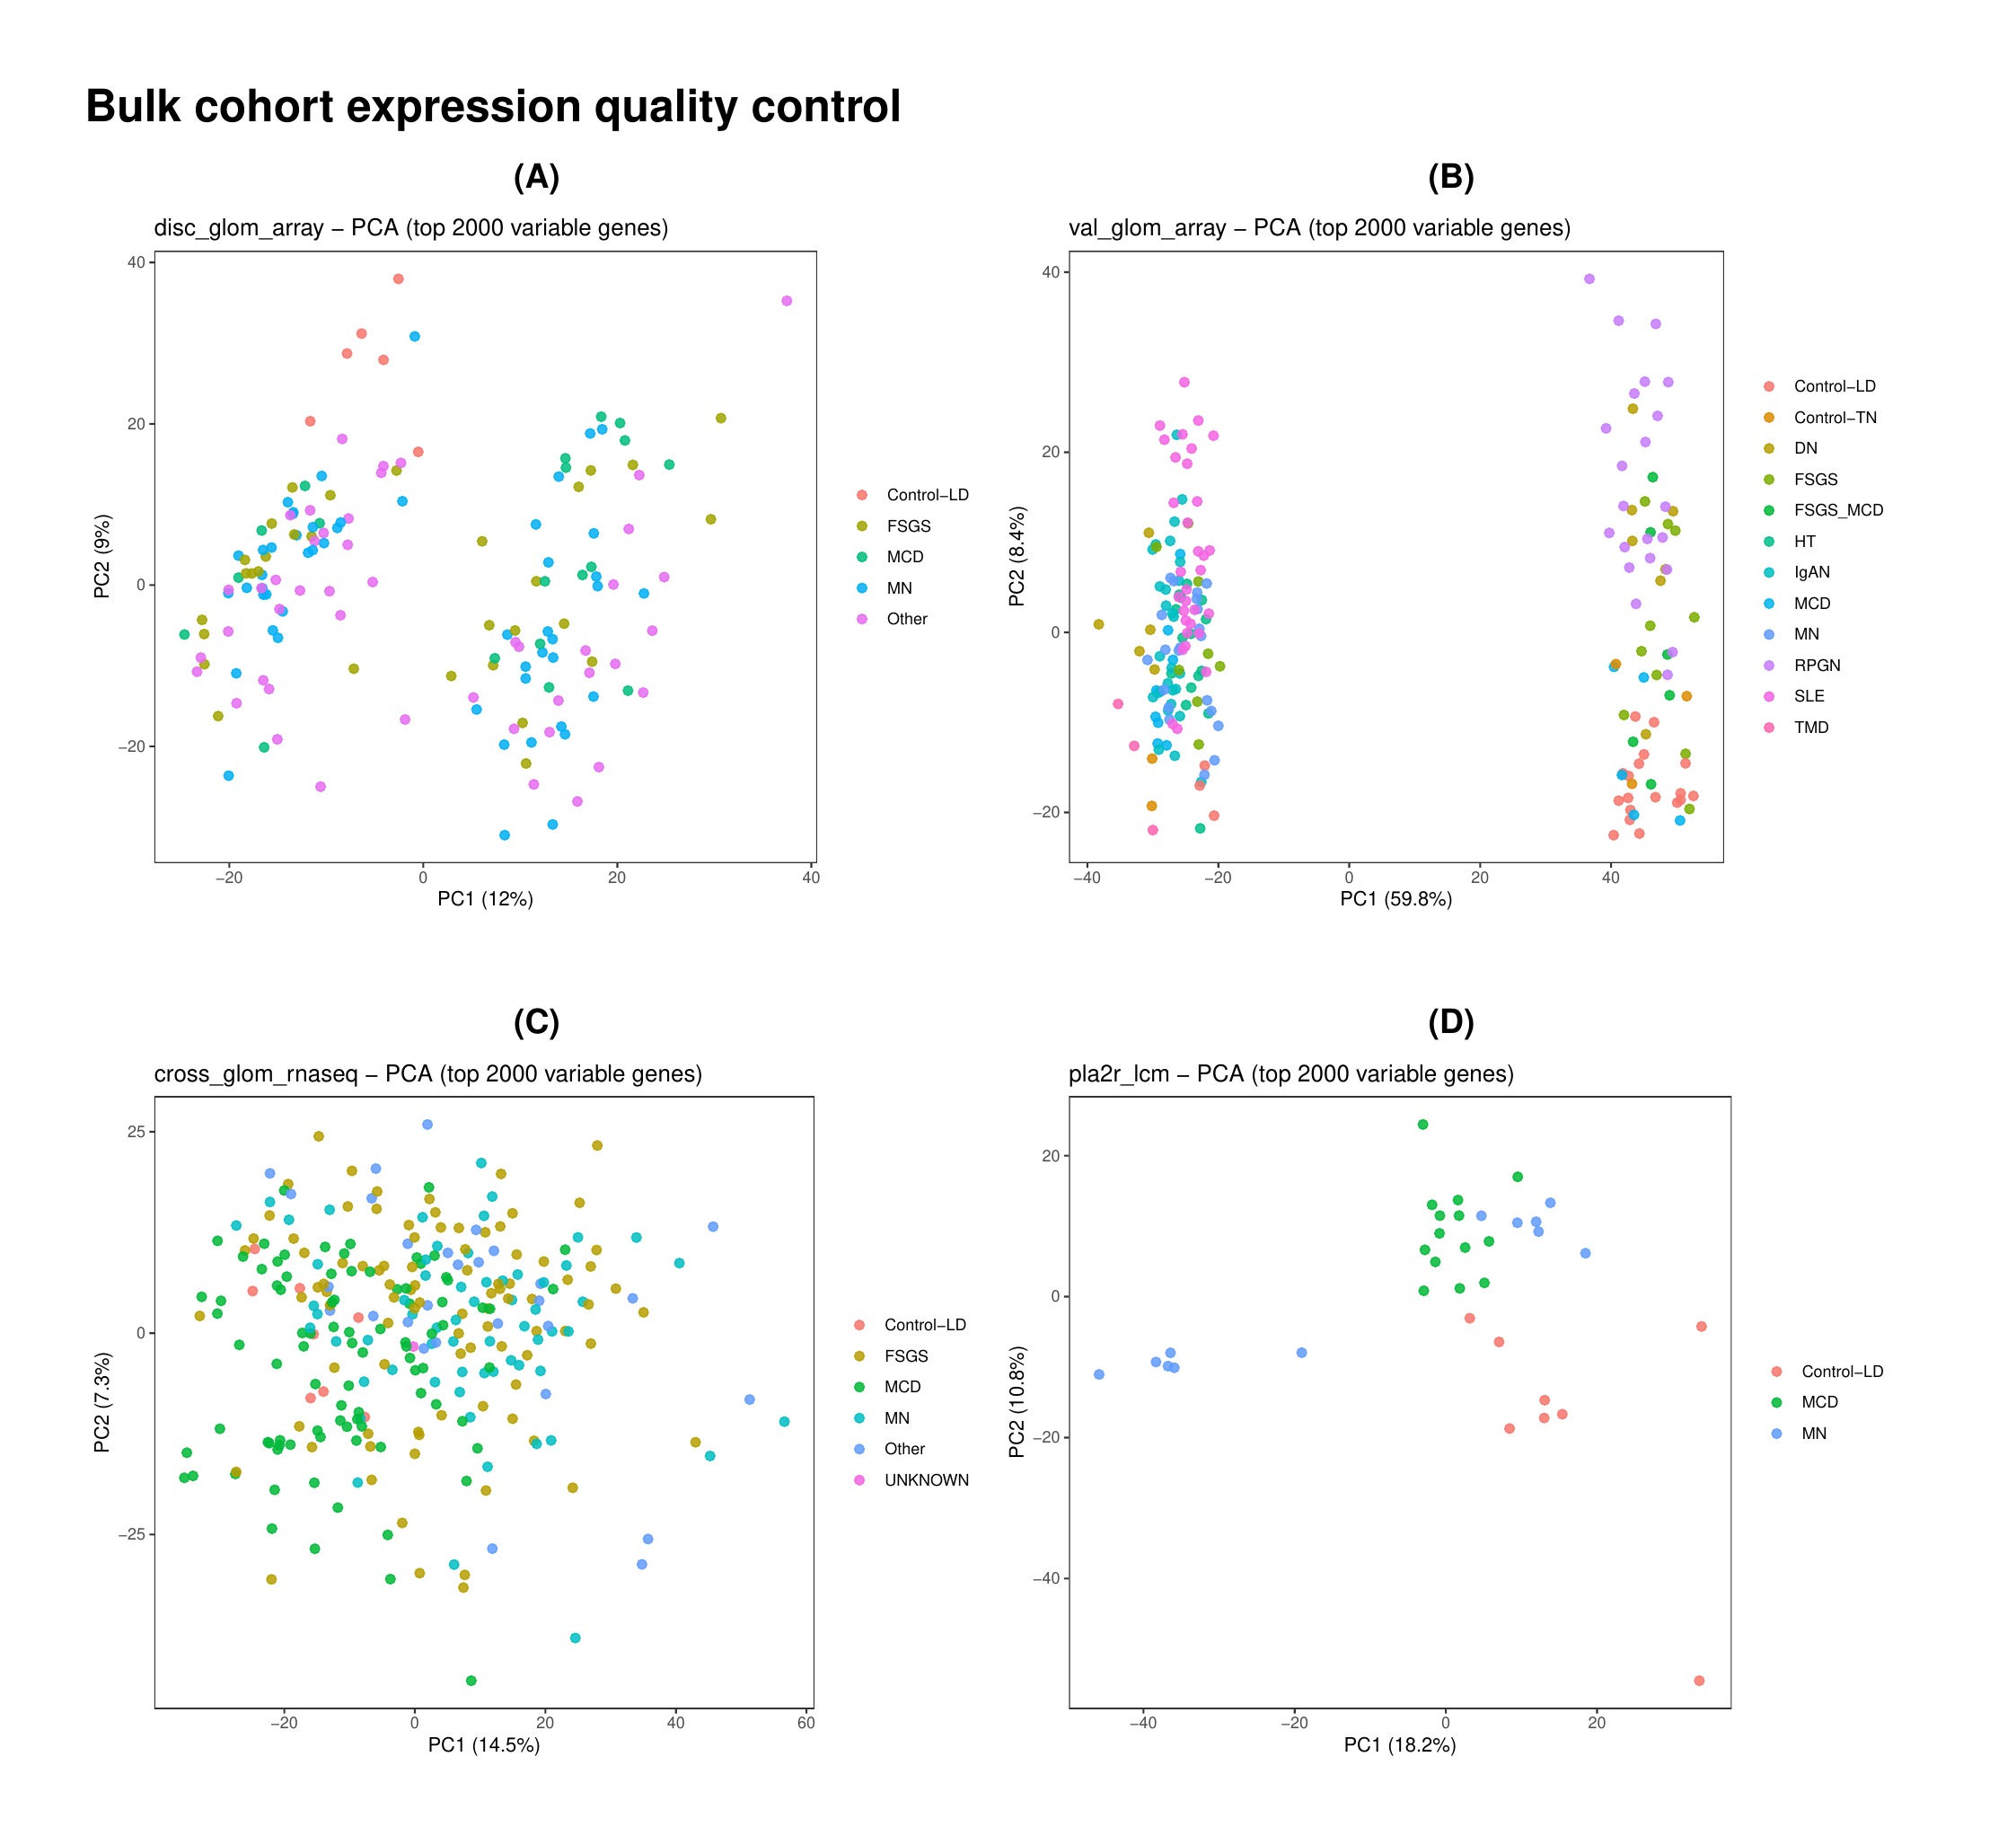 Bulk cohort expression quality control
(A)
disc_glom_array – PCA (top 2000 variable genes)
40
20
0
−20
−20
0
20
40
PC1 (12%)
PC2 (9%)
Control−LD
FSGS
MCD
MN
Other
(B)
val_glom_array – PCA (top 2000 variable genes)
40
20
0
−20
−40
−20
0
20
40
PC1 (59.8%)
PC2 (8.4%)
Control−LD
Control−TN
DN
FSGS
FSGS_MCD
HT
IgAN
MCD
MN
RPGN
SLE
TMD
(C)
cross_glom_rnaseq – PCA (top 2000 variable genes)
25
0
−25
−20
0
20
40
60
PC1 (14.5%)
PC2 (7.3%)
Control−LD
FSGS
MCD
MN
Other
UNKNOWN
(D)
pla2r_lcm – PCA (top 2000 variable genes)
20
0
−20
−40
−40
−20
0
20
PC1 (18.2%)
PC2 (10.8%)
Control−LD
MCD
MN